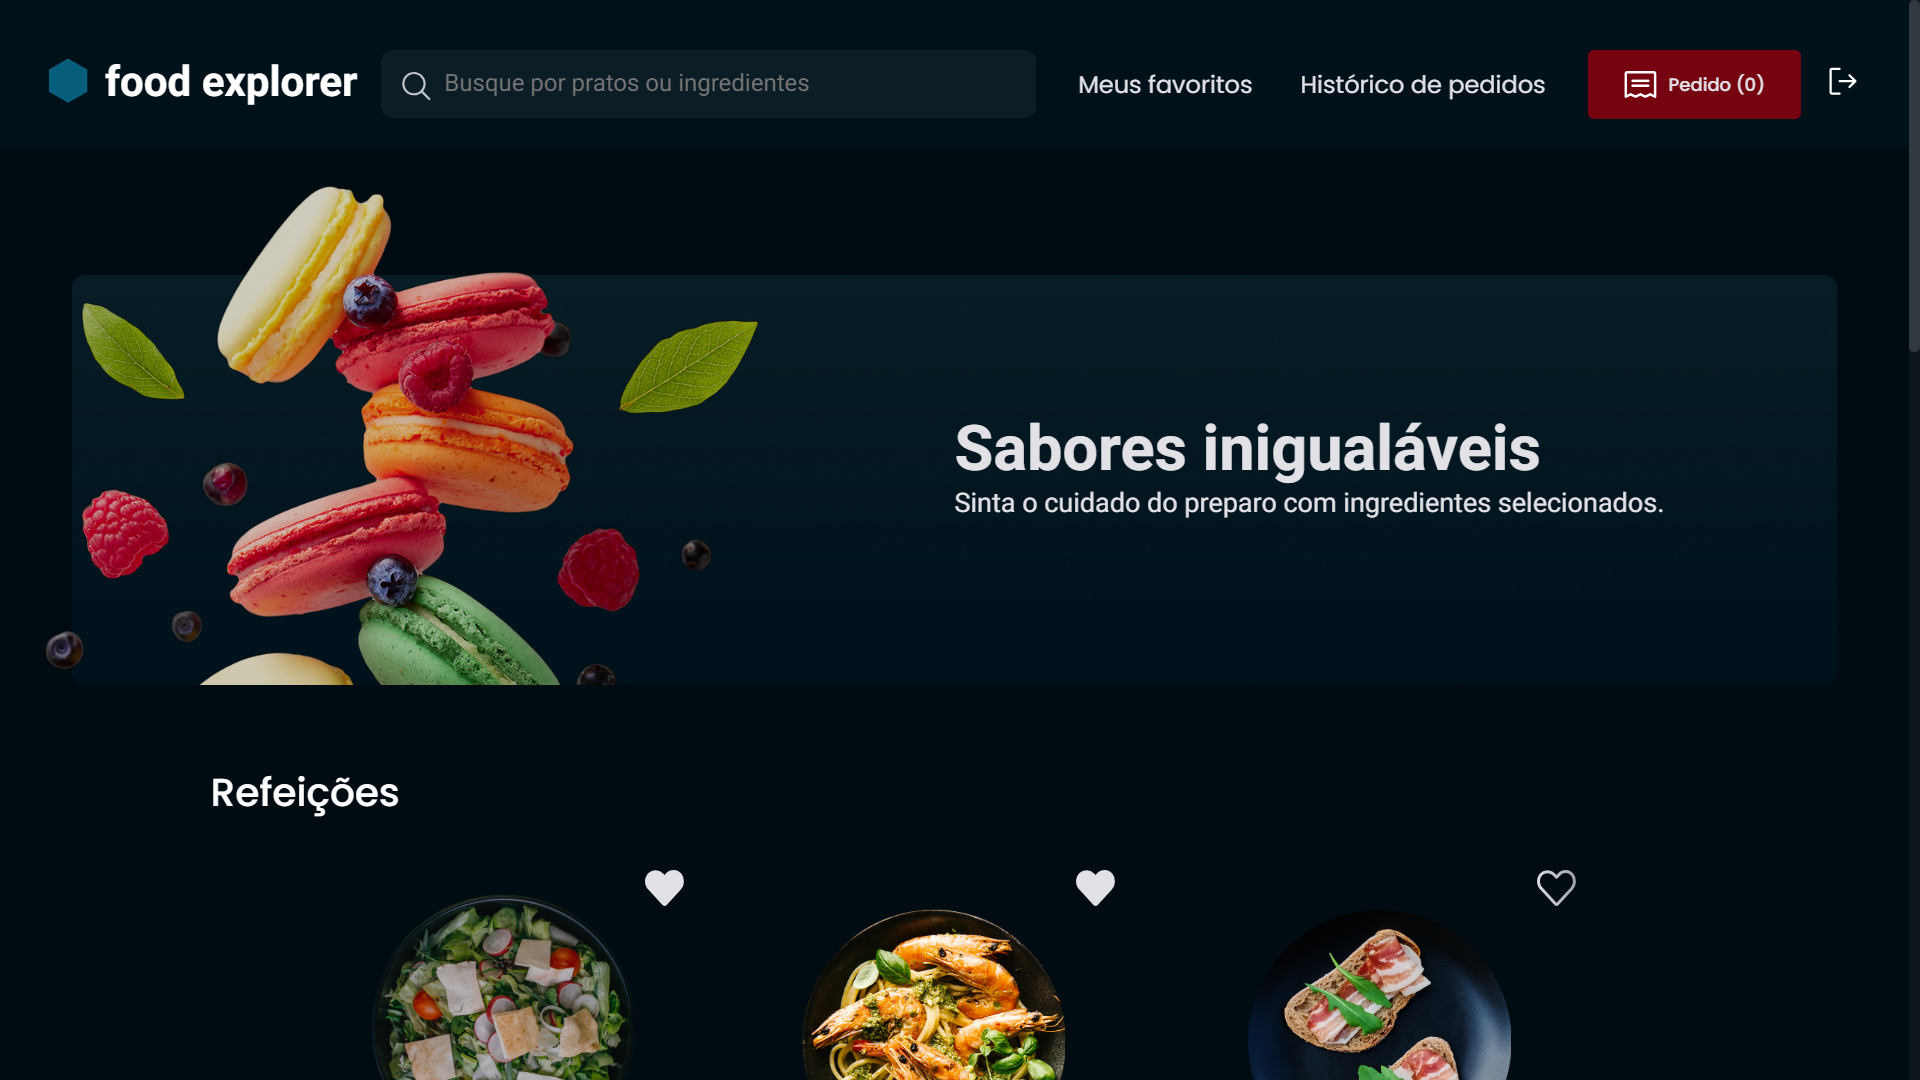 food explorer
Busque por pratos ou ingredientes
Meus favoritos
Histórico de pedidos
Pedido (0)
Sabores inigualáveis
Sinta o cuidado do preparo com ingredientes selecionados.
Refeições